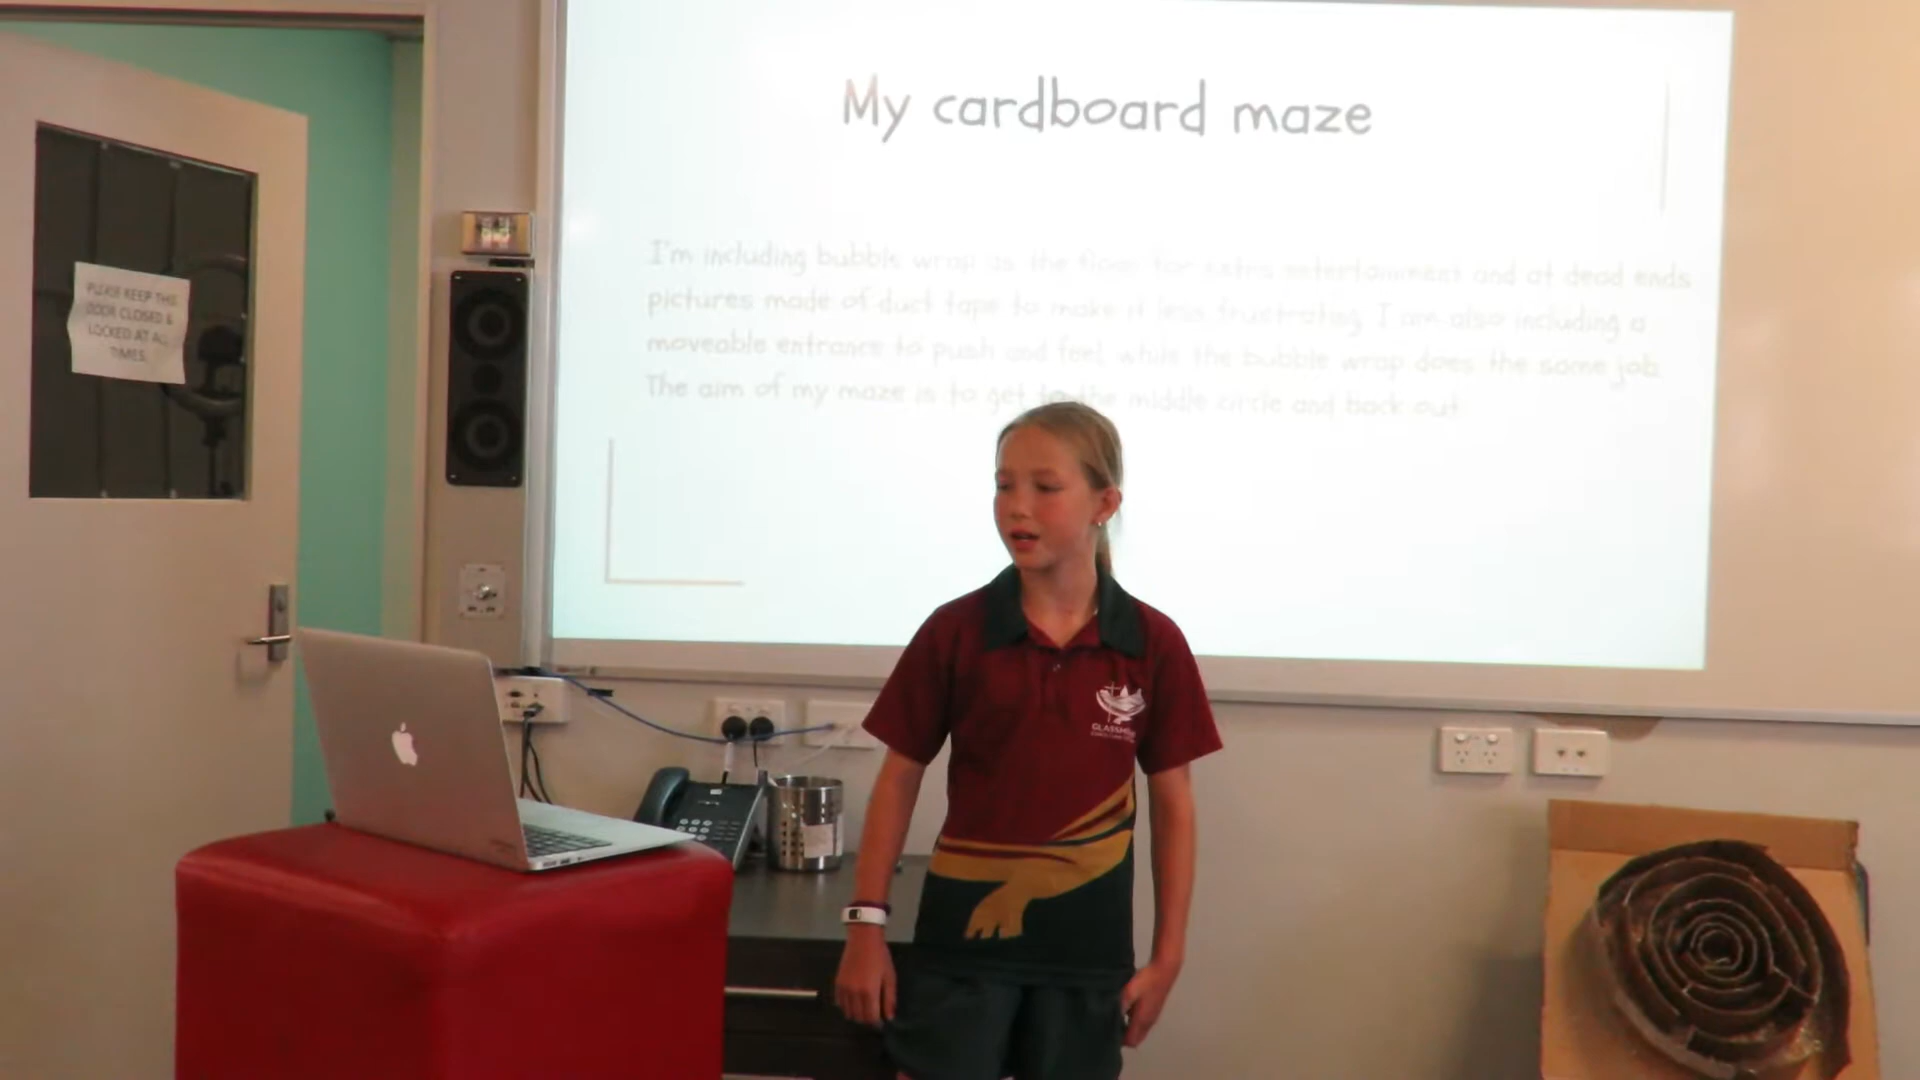 My cardboard maze
I'm including bubble wrap as the floor for extra entertainment and at dead ends
pictures made of duct tape to make it less frustrating. I am also including a
moveable entrance to push and feel, while the bubble wrap does the same job
The aim of my maze is to get to the middle circle and back out
PLEASE KEEP THIS
DOOR CLOSED &
LOCKED AT ALL
TIMES.